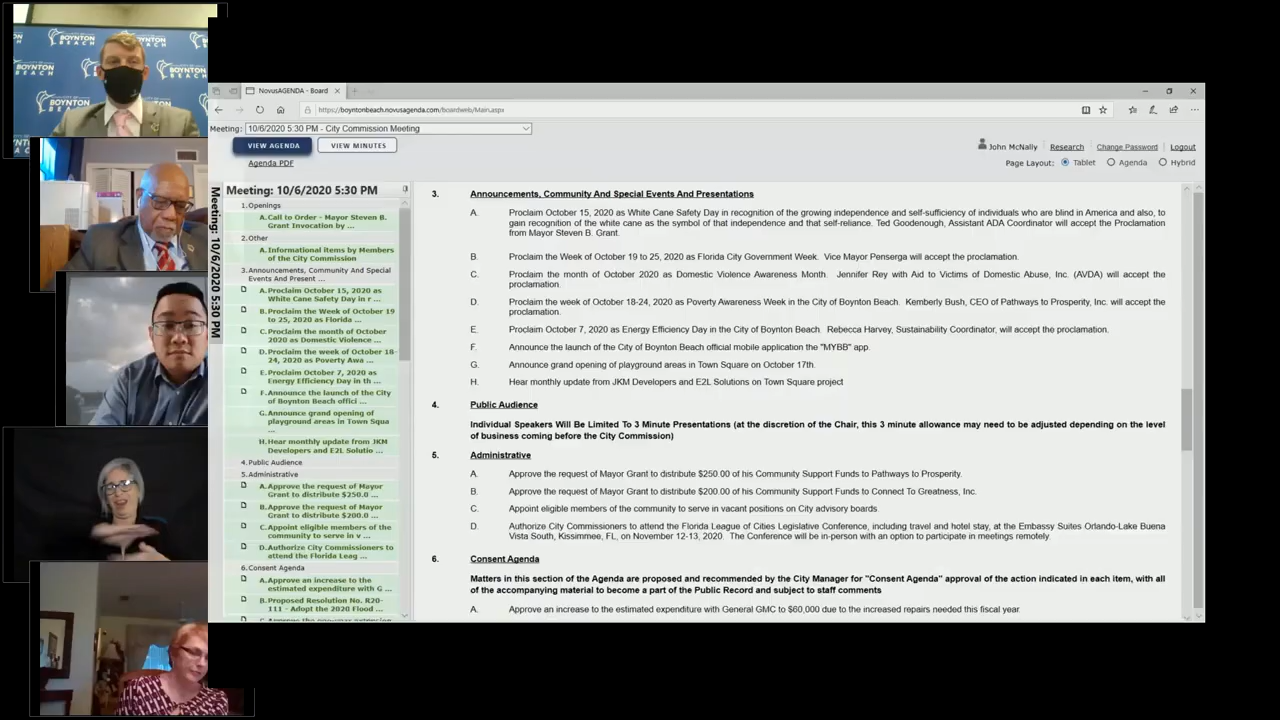 BOYNTON
BEACH
NovusAGENDA - Board
https://boyntonbeach.novusagenda.com/boardweb/Main.aspx
Meeting: 10/6/2020 5:30 PM - City Commission Meeting
VIEW AGENDA VIEW MINUTES
Agenda PDF
John McNally Research Change Password Logout
Page Layout: Tablet Agenda Hybrid
Meeting: 10/6/2020 5:30 PM
Meeting: 10/6/2020 5:30 PM
1.Openings
A.Call to Order - Mayor Steven B.
Grant Invocation by ...
2.Other
A.Informational items by Members
of the City Commission
3.Announcements, Community And Special
Events And Present ...
A.Proclaim October 15, 2020 as
White Cane Safety Day in r ...
B.Proclaim the Week of October 19
to 25, 2020 as Florida ...
C.Proclaim the month of October
2020 as Domestic Violence ...
D.Proclaim the week of October 18-
24, 2020 as Poverty Awa ...
E.Proclaim October 7, 2020 as
Energy Efficiency Day in th ...
F.Announce the launch of the City
of Boynton Beach offici ...
G.Announce grand opening of
playground areas in Town Squa
...
H.Hear monthly update from JKM
Developers and E2L Solutio ...
4.Public Audience
5.Administrative
A.Approve the request of Mayor
Grant to distribute $250.0 ...
B.Approve the request of Mayor
Grant to distribute $200.0 ...
C.Appoint eligible members of the
community to serve in v ...
D.Authorize City Commissioners to
attend the Florida Leag ...
6.Consent Agenda
A.Approve an increase to the
estimated expenditure with G ...
B.Proposed Resolution No. R20-
111 - Adopt the 2020 Flood ...
3. Announcements, Community And Special Events And Presentations
A. Proclaim October 15, 2020 as White Cane Safety Day in recognition of the growing independence and self-sufficiency of individuals who are blind in America and also, to
gain recognition of the white cane as the symbol of that independence and that self-reliance. Ted Goodenough, Assistant ADA Coordinator will accept the Proclamation
from Mayor Steven B. Grant.
B. Proclaim the Week of October 19 to 25, 2020 as Florida City Government Week. Vice Mayor Penserga will accept the proclamation.
C. Proclaim the month of October 2020 as Domestic Violence Awareness Month. Jennifer Rey with Aid to Victims of Domestic Abuse, Inc. (AVDA) will accept the
proclamation.
D. Proclaim the week of October 18-24, 2020 as Poverty Awareness Week in the City of Boynton Beach. Kemberly Bush, CEO of Pathways to Prosperity, Inc. will accept the
proclamation.
E. Proclaim October 7, 2020 as Energy Efficiency Day in the City of Boynton Beach. Rebecca Harvey, Sustainability Coordinator, will accept the proclamation.
F. Announce the launch of the City of Boynton Beach official mobile application the "MYBB" app.
G. Announce grand opening of playground areas in Town Square on October 17th.
H. Hear monthly update from JKM Developers and E2L Solutions on Town Square project
4. Public Audience
Individual Speakers Will Be Limited To 3 Minute Presentations (at the discretion of the Chair, this 3 minute allowance may need to be adjusted depending on the level
of business coming before the City Commission)
5. Administrative
A. Approve the request of Mayor Grant to distribute $250.00 of his Community Support Funds to Pathways to Prosperity.
B. Approve the request of Mayor Grant to distribute $200.00 of his Community Support Funds to Connect To Greatness, Inc.
C. Appoint eligible members of the community to serve in vacant positions on City advisory boards
D. Authorize City Commissioners to attend the Florida League of Cities Legislative Conference, including travel and hotel stay, at the Embassy Suites Orlando-Lake Buena
Vista South, Kissimmee, FL, on November 12-13, 2020. The Conference will be in-person with an option to participate in meetings remotely.
6. Consent Agenda
Matters in this section of the Agenda are proposed and recommended by the City Manager for "Consent Agenda" approval of the action indicated in each item, with all
of the accompanying material to become a part of the Public Record and subject to staff comments
A. Approve an increase to the estimated expenditure with General GMC to $60,000 due to the increased repairs needed this fiscal year.